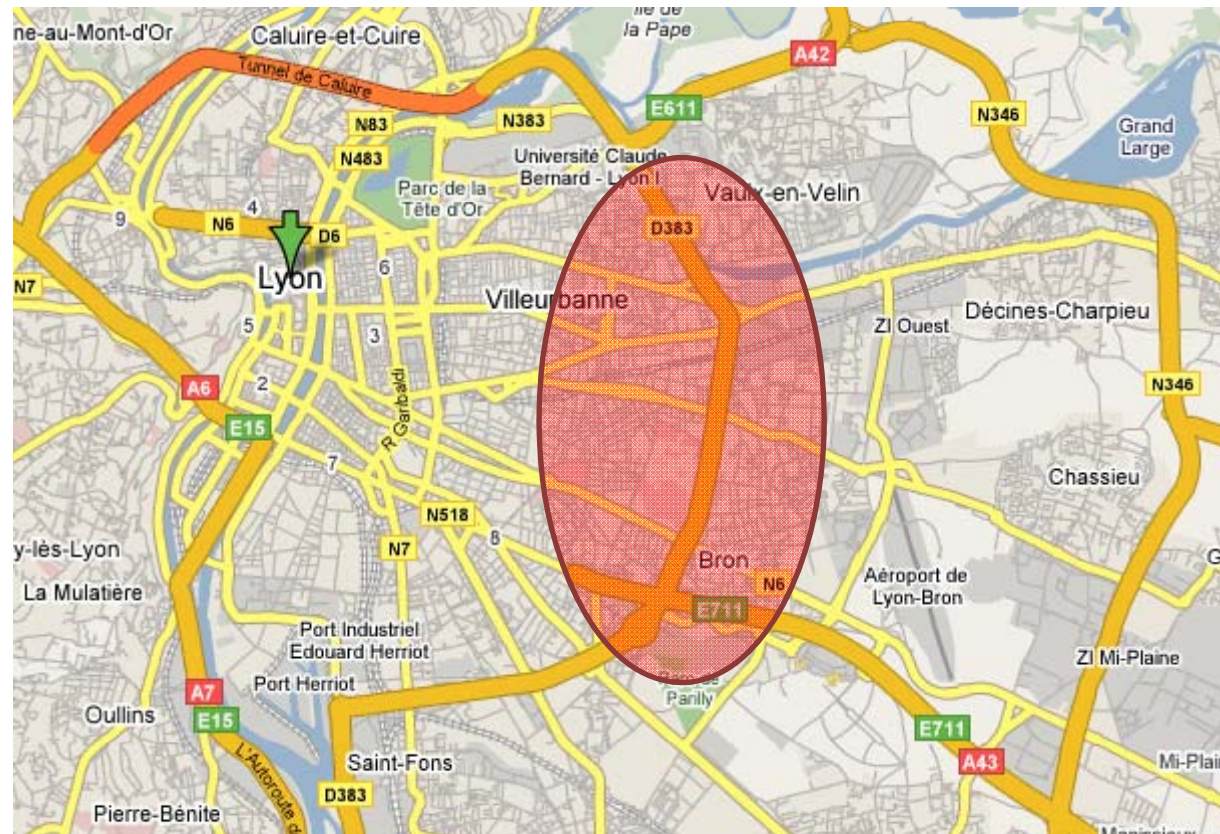 Île de
la Pape
ne-au-Mont-d'Or
Caluire-et-Cuire
A42
Tunnel de Caluire
E611
N346
N83
N383
Grand
Large
N483
Université Claude
Bernard - Lyon I
Parc de la
Tête d'Or
Vaulx-en-Velin
4
9
N6
D6
D383
6
Lyon
N7
Villeurbanne
Décines-Charpieu
5
3
ZI Ouest
A6
2
N346
R Garibaldi
E15
7
Chassieu
N518
8
y-lès-Lyon
N7
Bron
N6
La Mulatière
Aéroport de
Lyon-Bron
E711
Port Industriel
Edouard Herriot
ZI Mi-Plaine
Port Herriot
A7
Parilly
Oullins
E15
E711
L'Autoroute d
Saint-Fons
A43
Mi-Plai
D383
Pierre-Bénite